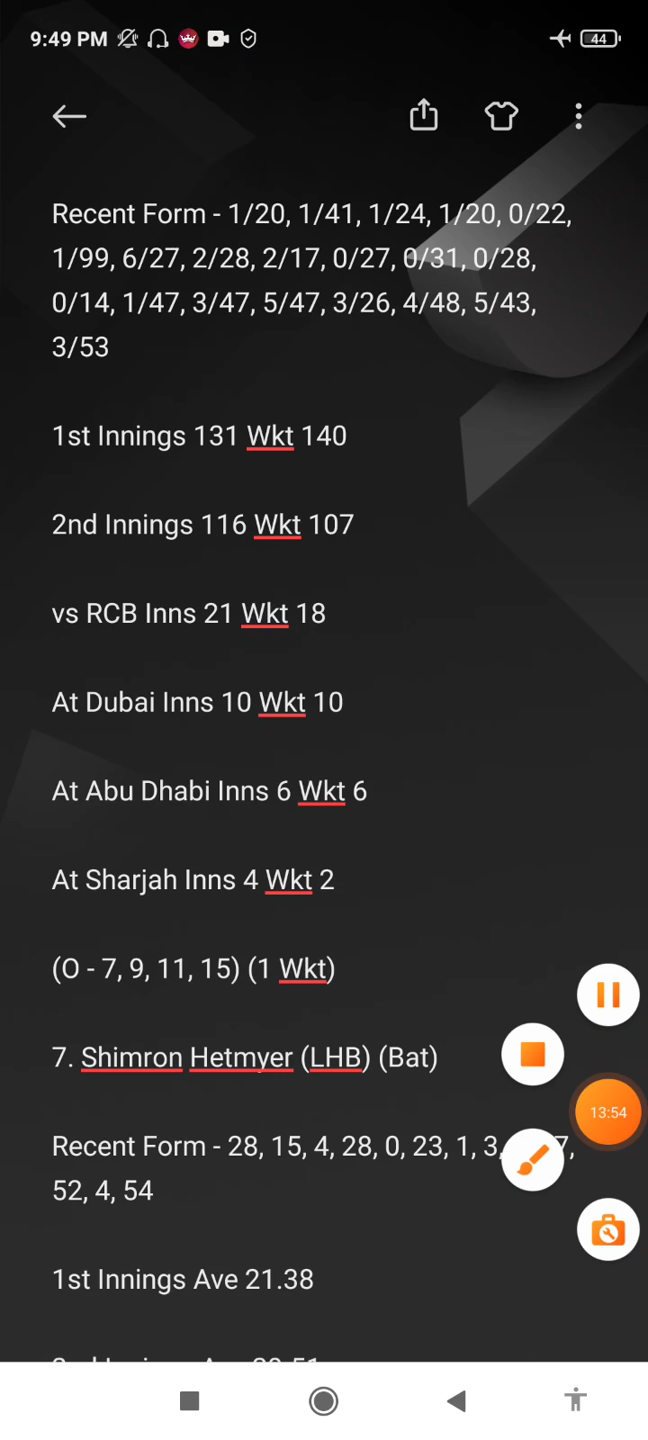 9:49 PM
44
Recent Form - 1/20, 1/41, 1/24, 1/20, 0/22,
1/99, 6/27, 2/28, 2/17, 0/27, 0/31, 0/28,
0/14, 1/47, 3/47, 5/47, 3/26, 4/48, 5/43,
3/53
1st Innings 131 Wkt 140
2nd Innings 116 Wkt 107
vs RCB Inns 21 Wkt 18
At Dubai Inns 10 Wkt 10
At Abu Dhabi Inns 6 Wkt 6
At Sharjah Inns 4 Wkt 2
(O - 7, 9, 11, 15) (1 Wkt)
13:54
7. Shimron Hetmyer (LHB) (Bat)
Recent Form - 28, 15, 4, 28, 0, 23, 1, 3, 7,
52, 4, 54
1st Innings Ave 21.38